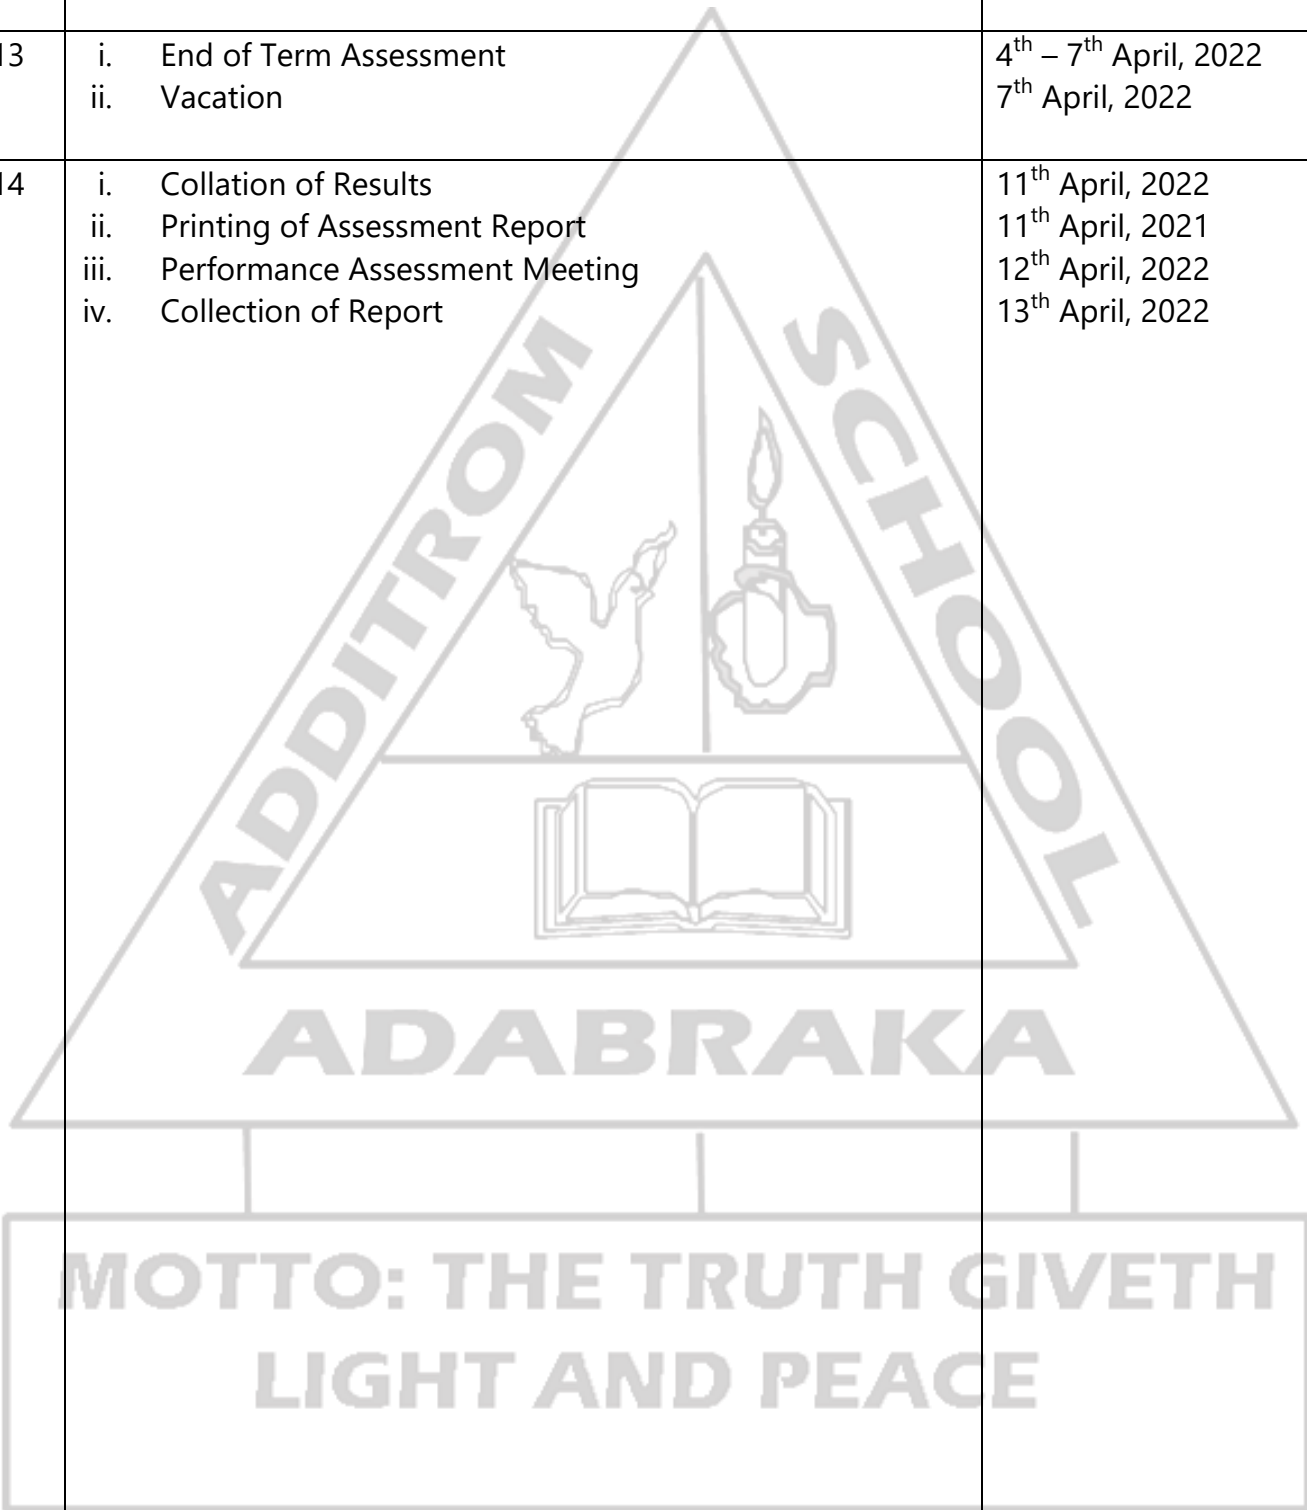 13 i. End of Term Assessment 4th – 7th April, 2022
ii. Vacation 7th April, 2022
14 i. Collation of Results 11th April, 2022
ii. Printing of Assessment Report 11th April, 2021
iii. Performance Assessment Meeting 12th April, 2022
iv. Collection of Report 13th April, 2022
ADDITROM SCHOOL
ADABRAKA
MOTTO: THE TRUTH GIVETH
LIGHT AND PEACE